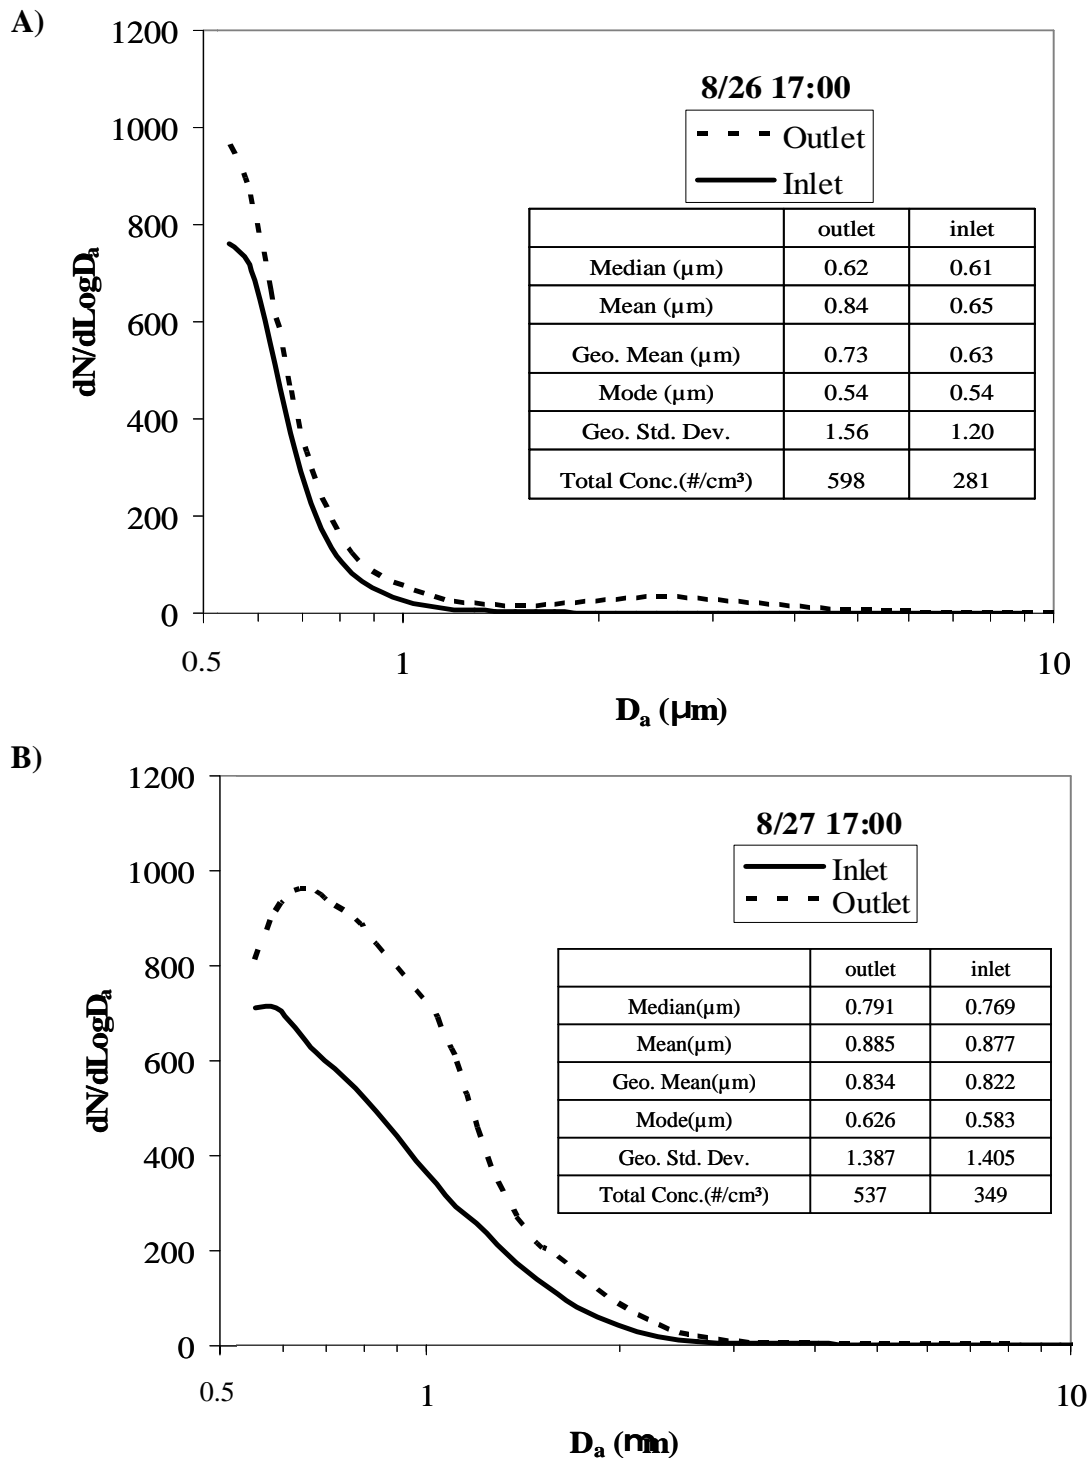 A)
1200
1000
800
600
400
200
0
dN/dLogDa
8/26 17:00
Outlet
Inlet
outlet inlet
Median (µm) 0.62 0.61
Mean (µm) 0.84 0.65
Geo. Mean (µm) 0.73 0.63
Mode (µm) 0.54 0.54
Geo. Std. Dev. 1.56 1.20
Total Conc.(#/cm³) 598 281
0.5 1 10
Da (µm)
B)
1200
1000
800
600
400
200
0
dN/dLogDa
8/27 17:00
Inlet
Outlet
outlet inlet
Median(µm) 0.791 0.769
Mean(µm) 0.885 0.877
Geo. Mean(µm) 0.834 0.822
Mode(µm) 0.626 0.583
Geo. Std. Dev. 1.387 1.405
Total Conc.(#/cm³) 537 349
0.5 1 10
Da (mm)